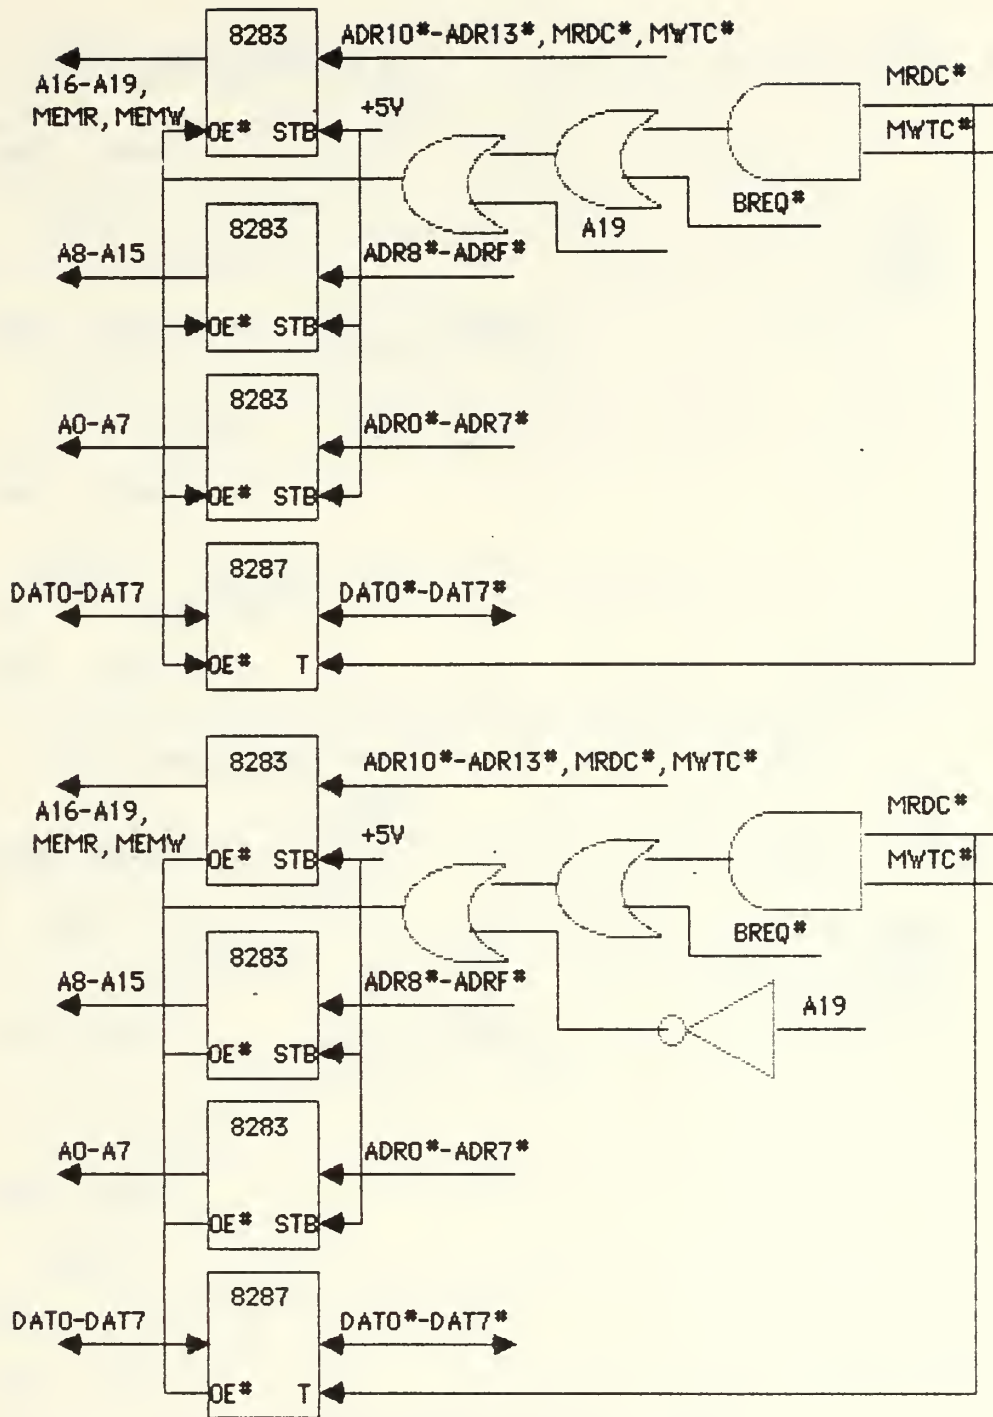 8283
ADR10*-ADR13*, MRDC*, MWTC*
A16-A19,
MEMR, MEMW
+5V
MRDC*
MWTC*
OE* STB
BREQ*
A19
8283
A8-A15
ADR8*-ADRF*
OE* STB
8283
A0-A7
ADR0*-ADR7*
OE* STB
8287
DAT0-DAT7
DAT0*-DAT7*
OE* T
8283
ADR10*-ADR13*, MRDC*, MWTC*
A16-A19,
MEMR, MEMW
+5V
MRDC*
MWTC*
OE* STB
BREQ*
8283
A8-A15
ADR8*-ADRF*
A19
OE* STB
8283
A0-A7
ADR0*-ADR7*
OE* STB
8287
DAT0-DAT7
DAT0*-DAT7*
OE* T